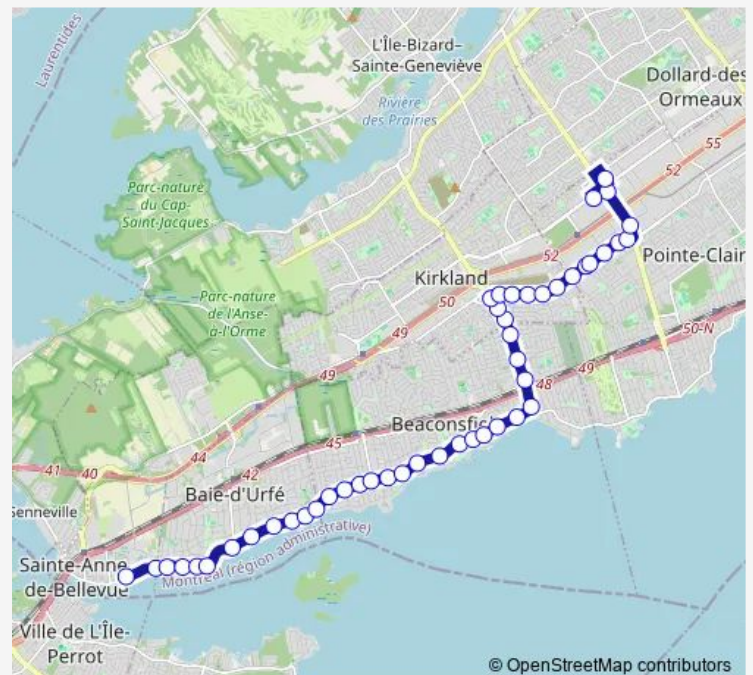 Laurentides
L'Île-Bizard–
Sainte-Geneviève
Dollard-des
Ormeaux
Rivière
des Prairies
55
52
Parc-nature
du Cap-
Saint-Jacques
52
Pointe-Clair
Kirkland
50
Parc-nature
de l'Anse-
à-l'Orme
49
50-N
49
49
48
Beaconsfie
45
44
41
40
42
Baie-d'Urfé
Senneville
Sainte-Anne
de-Bellevue
Montréal (région administrative)
Ville de L'Île-
Perrot
© OpenStreetMap contributors